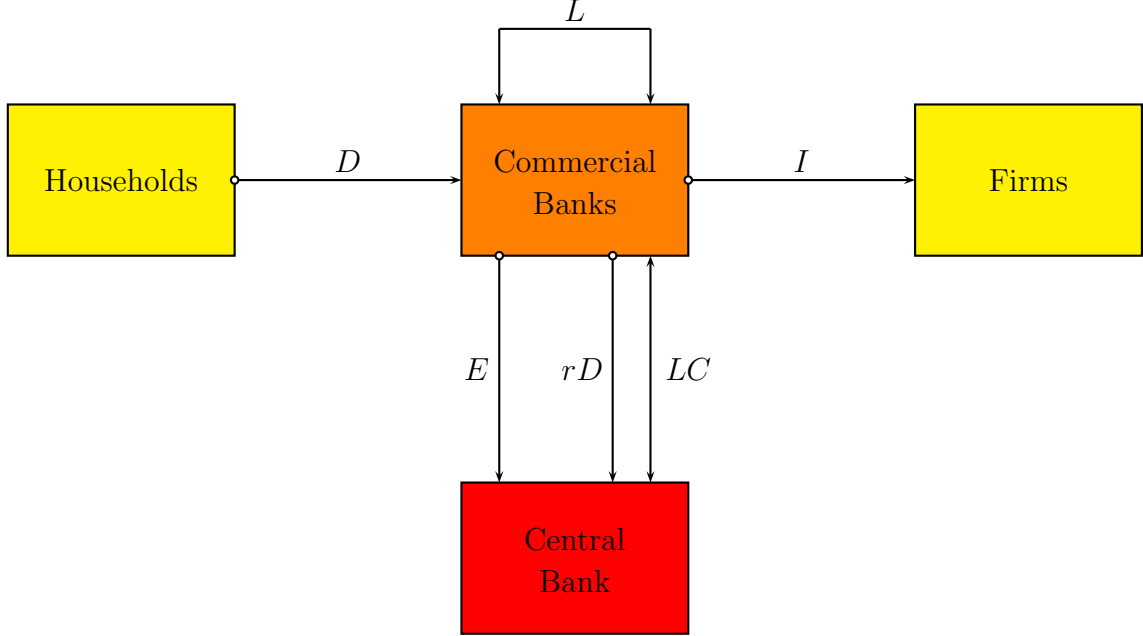 L
Households
D
Commercial
Banks
I
Firms
E
rD
LC
Central
Bank